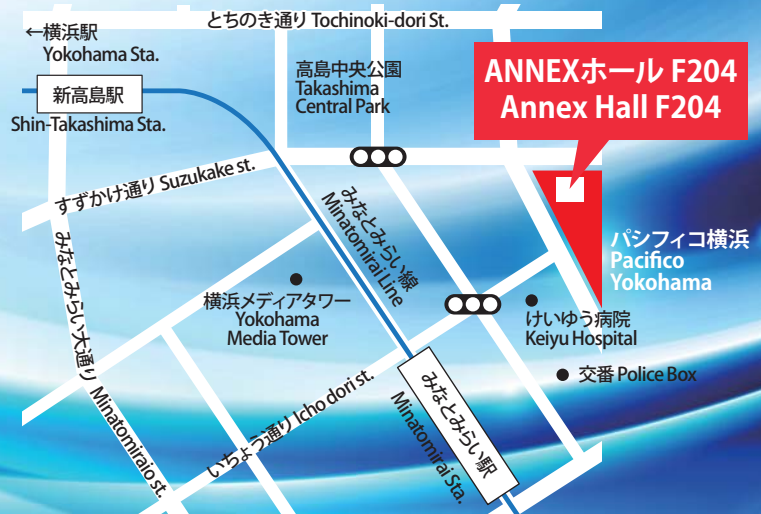 とちのき通り Tochinoki-dori St.
←横浜駅
Yokohama Sta.
新高島駅
Shin-Takashima Sta.
高島中央公園
Takashima
Central Park
ANNEXホール F204
Annex Hall F204
すずかけ通り Suzukake st.
みなとみらい線
Minatomirai Line
パシフィコ横浜
Pacifico
Yokohama
みなとみらい大通り Minatomiraio st.
横浜メディアタワー
Yokohama
Media Tower
けいゆう病院
Keiyu Hospital
交番 Police Box
いちょう通り Icho dori st.
みなとみらい駅
Minatomirai Sta.